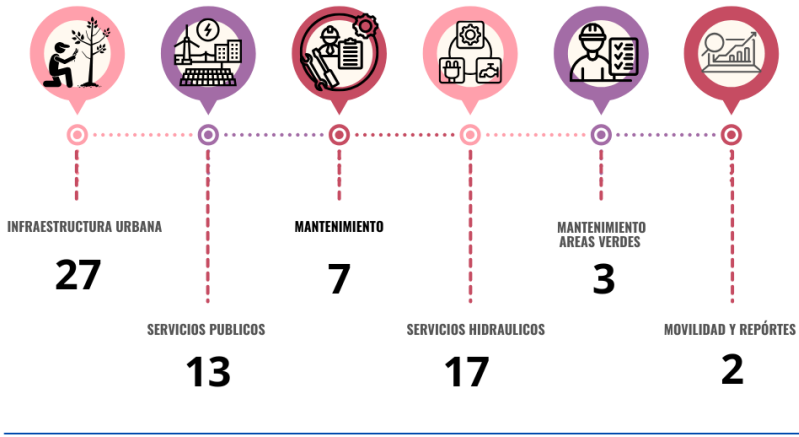 INFRAESTRUCTURA URBANA
27
SERVICIOS PUBLICOS
13
MANTENIMIENTO
7
SERVICIOS HIDRAULICOS
17
MANTENIMIENTO
AREAS VERDES
3
MOVILIDAD Y REPÓRTES
2